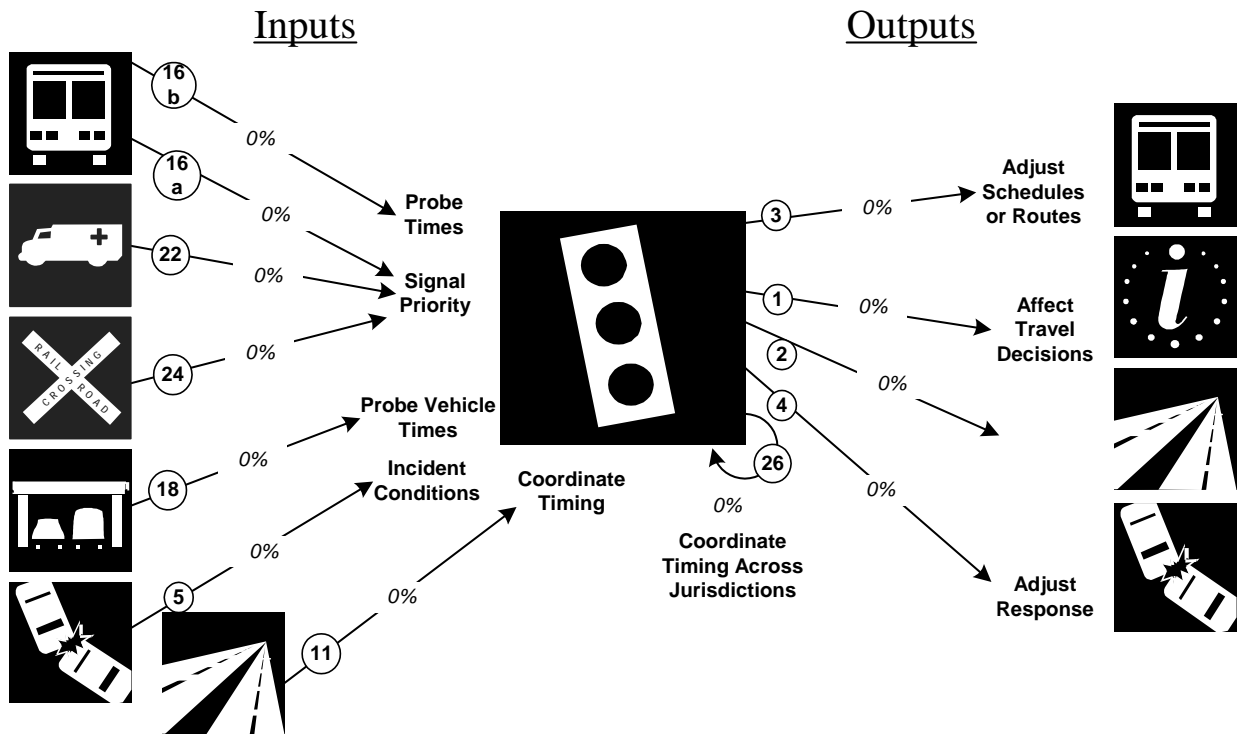 Inputs
Outputs
16
b
0%
16
a
0%
Probe
Times
22
0%
Signal
Priority
RAIL ROAD
CROSSING
24
0%
18
0%
Probe Vehicle
Times
5
0%
Incident
Conditions
11
0%
Coordinate
Timing
26
0%
Coordinate
Timing Across
Jurisdictions
3
0%
Adjust
Schedules
or Routes
1
0%
Affect
Travel
Decisions
i
2
0%
4
0%
Adjust
Response